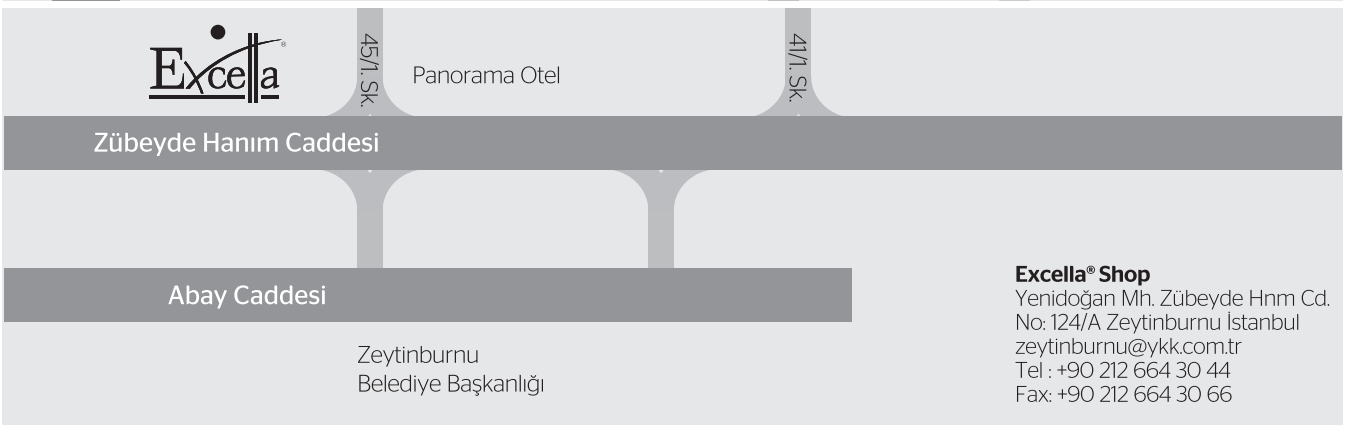 Excella®
45/1. Sk.
Panorama Otel
41/1. Sk.
Zübeyde Hanım Caddesi
Abay Caddesi
Zeytinburnu
Belediye Başkanlığı
Excella® Shop
Yenidoğan Mh. Zübeyde Hnm Cd.
No: 124/A Zeytinburnu İstanbul
zeytinburnu@ykk.com.tr
Tel : +90 212 664 30 44
Fax: +90 212 664 30 66